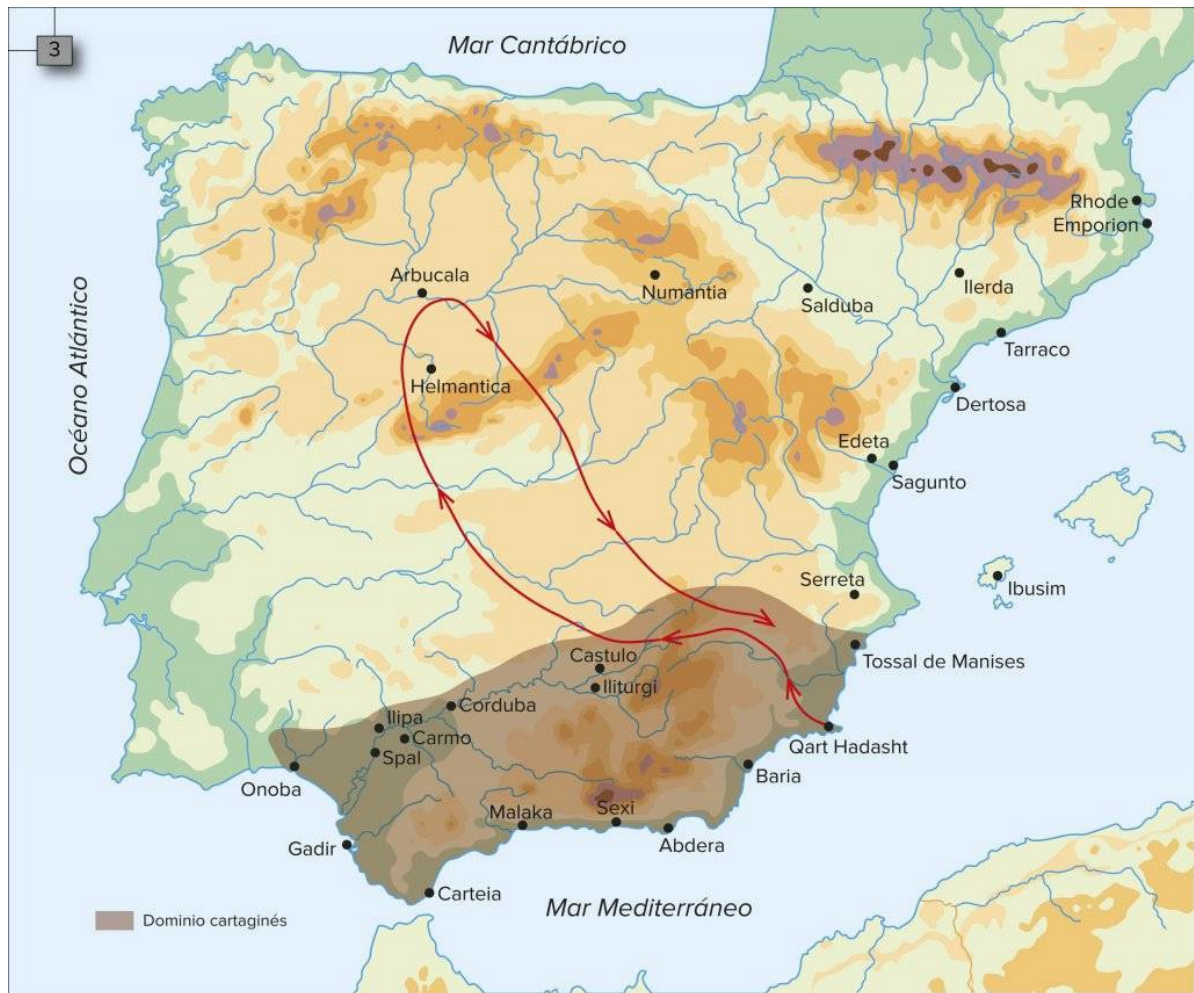 3
Mar Cantábrico
Rhode
Emporion
Arbucala
Numantia
Salduba
Ilerda
Tarraco
Océano Atlántico
Helmantica
Dertosa
Edeta
Sagunto
Serreta
Ibusim
Castulo
Tossal de Manises
Iliturgi
Corduba
Ilipa
Carmo
Qart Hadasht
Spal
Baria
Onoba
Malaka
Sexi
Gadir
Abdera
Carteia
Mar Mediterráneo
Dominio cartaginés